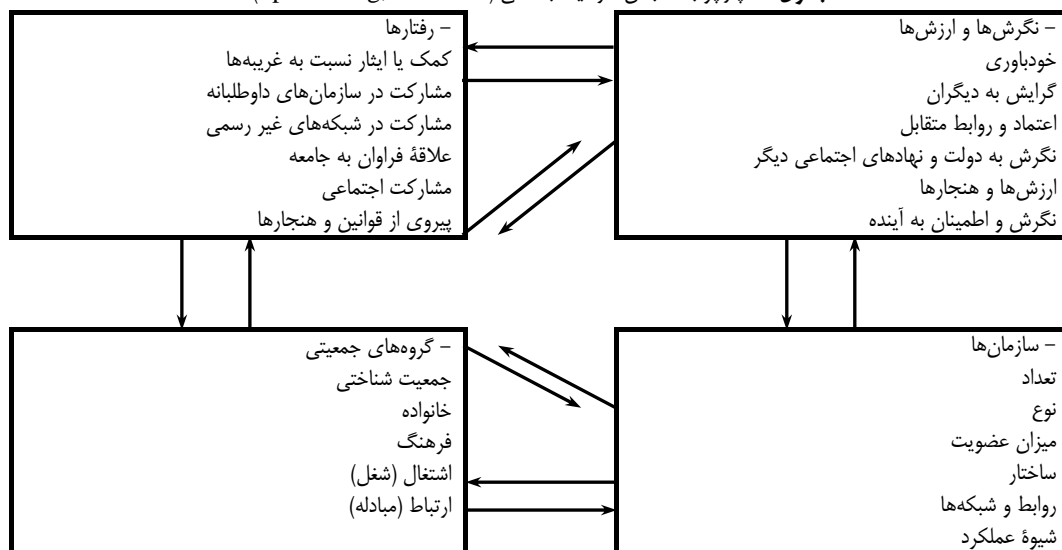 – نگرش‌ها و ارزش‌ها
خودباوری
گرایش به دیگران
اعتماد و روابط متقابل
نگرش به دولت و نهادهای اجتماعی دیگر
ارزش‌ها و هنجارها
نگرش و اطمینان به آینده
– رفتارها
کمک یا ایثار نسبت به غریبه‌ها
مشارکت در سازمان‌های داوطلبانه
مشارکت در شبکه‌های غیر رسمی
علاقهٔ فراوان به جامعه
مشارکت اجتماعی
پیروی از قوانین و هنجارها
– سازمان‌ها
تعداد
نوع
میزان عضویت
ساختار
روابط و شبکه‌ها
شیوهٔ عملکرد
– گروه‌های جمعیتی
جمعیت شناختی
خانواده
فرهنگ
اشتغال (شغل)
ارتباط (مبادله)